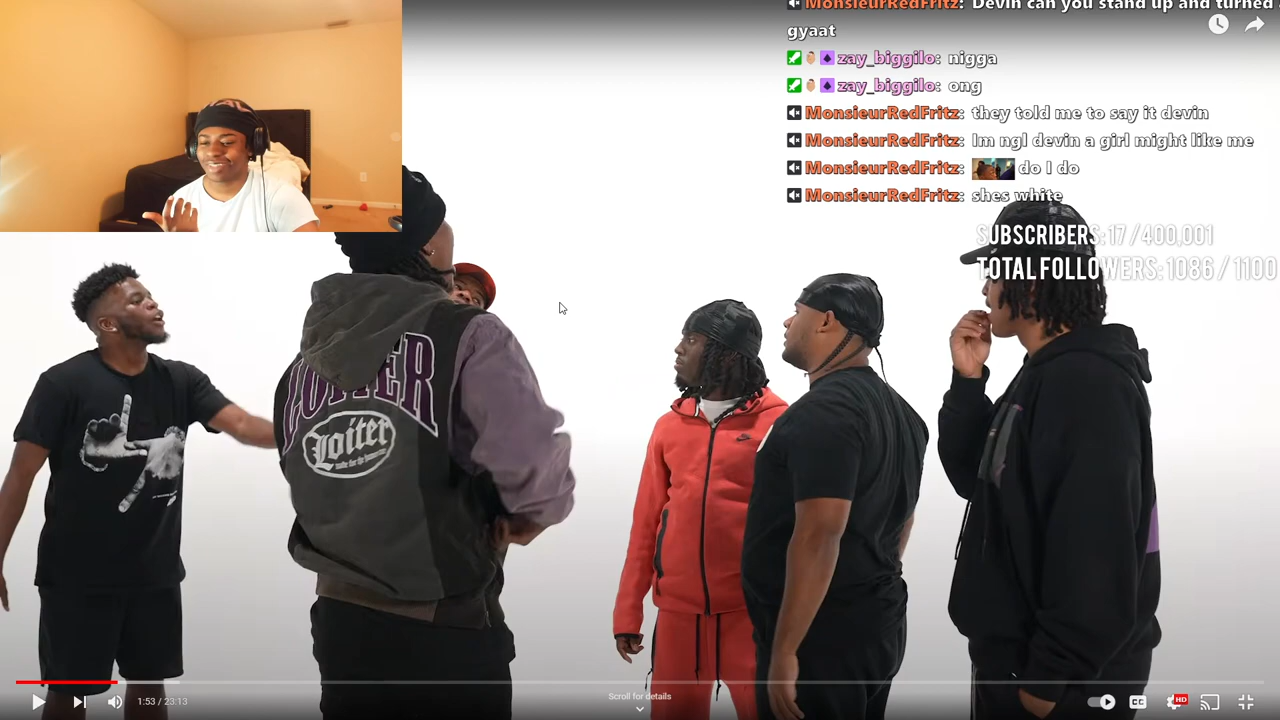 MonsieurRedFritz: Devin can you stand up and turned
gyaat
zay_biggilo: nigga
zay_biggilo: ong
MonsieurRedFritz: they told me to say it devin
MonsieurRedFritz: Im ngl devin a girl might like me
MonsieurRedFritz: do I do
MonsieurRedFritz: shes white
SUBSCRIBERS: 17 / 400,001
TOTAL FOLLOWERS: 1086 / 1100
LOITER
Loiter
1:53 / 23:13
Scroll for details
CC
HD